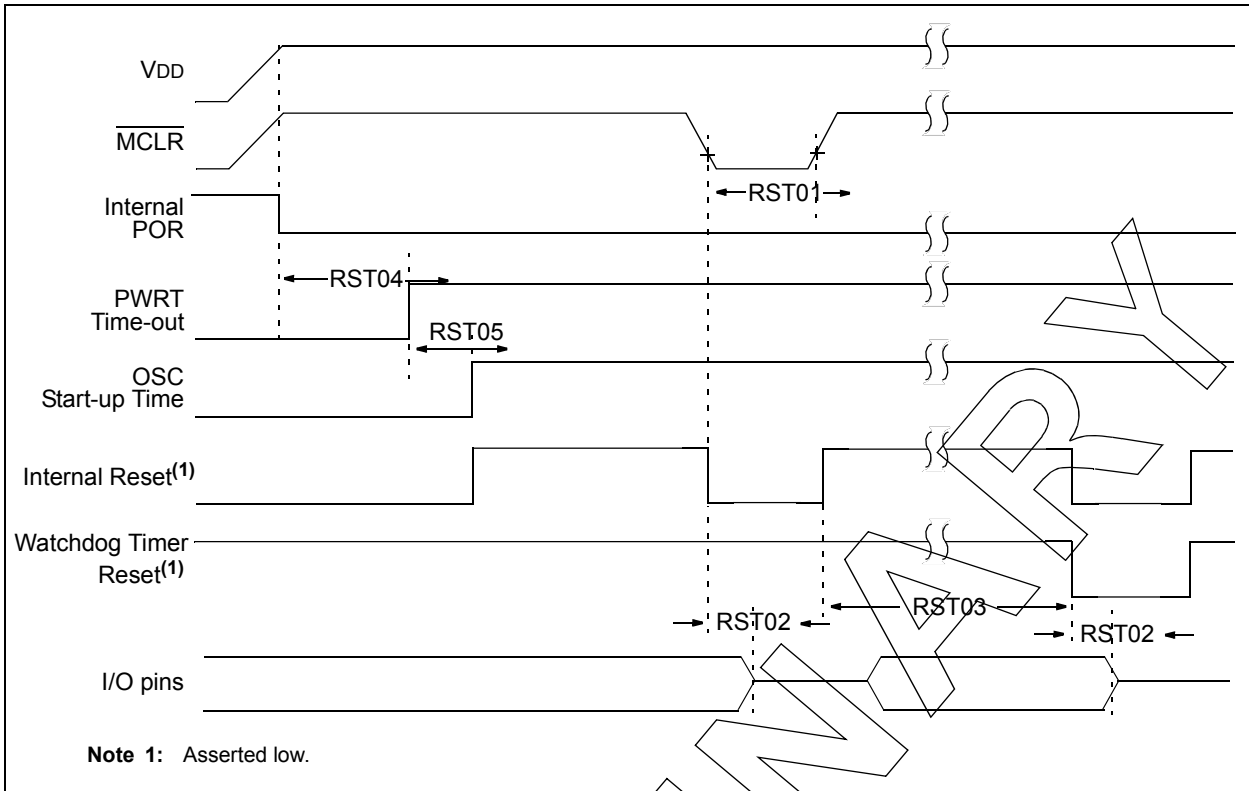 VDD
MCLR
RST01
Internal
POR
RST04
PWRT
Time-out
RST05
OSC
Start-up Time
Internal Reset(1)
Watchdog Timer
Reset(1)
RST03
RST02
RST02
I/O pins
Note 1: Asserted low.
N A R Y